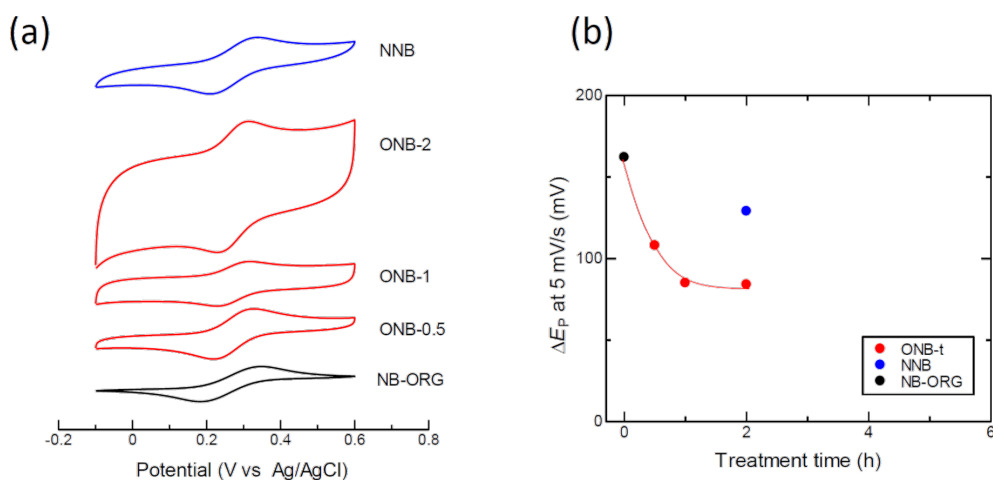 (a)
NNB
ONB-2
ONB-1
ONB-0.5
NB-ORG
-0.2 0 0.2 0.4 0.6 0.8
Potential (V vs Ag/AgCl)
(b)
200
100
0
ΔEP at 5 mV/s (mV)
ONB-t
NNB
NB-ORG
0 2 4 6
Treatment time (h)